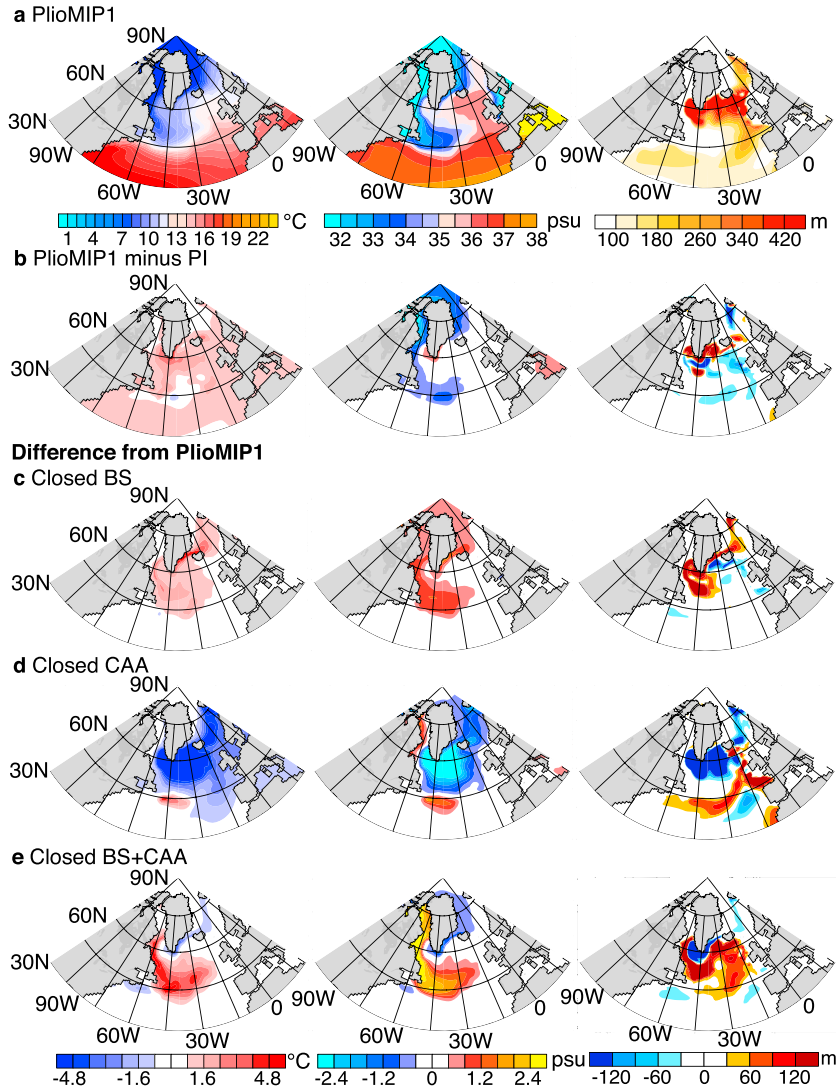 a PlioMIP1
90N
60N
30N
90W
60W
30W
0
90W
60W
30W
0
90W
60W
30W
0
1 4 7 10 13 16 19 22 °C
32 33 34 35 36 37 38 psu
100 180 260 340 420 m
b PlioMIP1 minus PI
90N
60N
30N
Difference from PlioMIP1
c Closed BS
90N
60N
30N
d Closed CAA
90N
60N
30N
e Closed BS+CAA
90N
60N
30N
90W
60W
30W
0
90W
60W
30W
0
90W
60W
30W
0
-4.8 -1.6 1.6 4.8 °C
-2.4 -1.2 0 1.2 2.4 psu
-120 -60 0 60 120 m